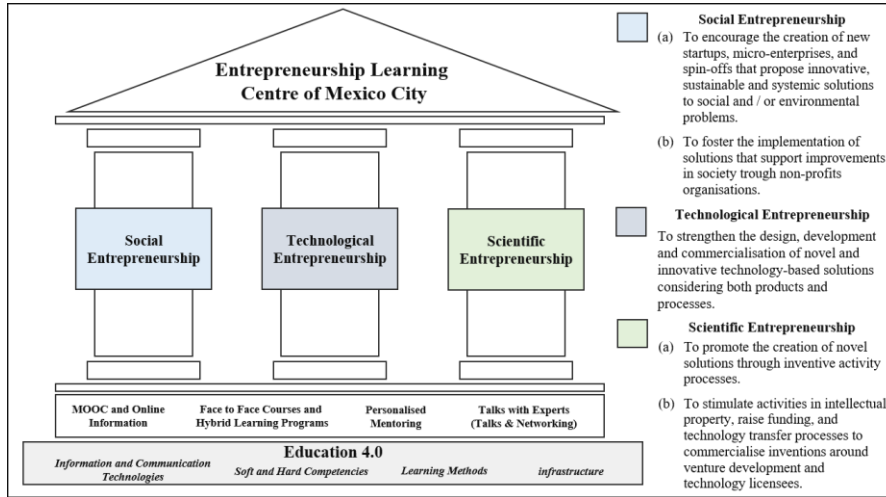 Entrepreneurship Learning
Centre of Mexico City
Social
Entrepreneurship
Technological
Entrepreneurship
Scientific
Entrepreneurship
MOOC and Online
Information
Face to Face Courses and
Hybrid Learning Programs
Personalised
Mentoring
Talks with Experts
(Talks & Networking)
Education 4.0
Information and Communication
Technologies
Soft and Hard Competencies
Learning Methods
infrastructure
Social Entrepreneurship
(a) To encourage the creation of new
startups, micro-enterprises, and
spin-offs that propose innovative,
sustainable and systemic solutions
to social and / or environmental
problems.
(b) To foster the implementation of
solutions that support improvements
in society trough non-profits
organisations.
Technological Entrepreneurship
To strengthen the design, development
and commercialisation of novel and
innovative technology-based solutions
considering both products and
processes.
Scientific Entrepreneurship
(a) To promote the creation of novel
solutions through inventive activity
processes.
(b) To stimulate activities in intellectual
property, raise funding, and
technology transfer processes to
commercialise inventions around
venture development and
technology licensees.